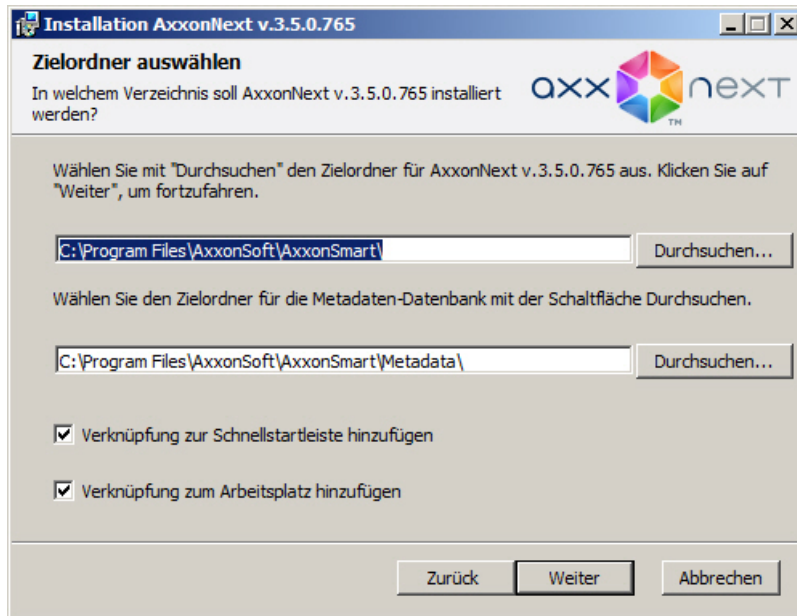 Installation AxxonNext v.3.5.0.765
Zielordner auswählen
In welchem Verzeichnis soll AxxonNext v.3.5.0.765 installiert
werden?
axx next
TM
Wählen Sie mit "Durchsuchen" den Zielordner für AxxonNext v.3.5.0.765 aus. Klicken Sie auf
"Weiter", um fortzufahren.
C:\Program Files\AxxonSoft\AxxonSmart\
Durchsuchen...
Wählen Sie den Zielordner für die Metadaten-Datenbank mit der Schaltfläche Durchsuchen.
C:\Program Files\AxxonSoft\AxxonSmart\Metadata\
Durchsuchen...
Verknüpfung zur Schnellstartleiste hinzufügen
Verknüpfung zum Arbeitsplatz hinzufügen
Zurück
Weiter
Abbrechen